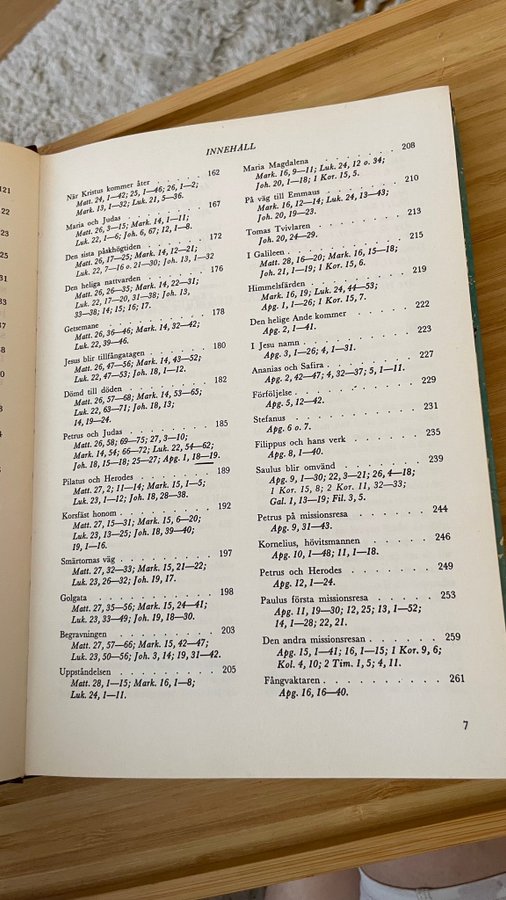 121
22
23
25
27
29
INNEHÅLL
När Kristus kommer åter . . . . . 162
Matt. 24, 1—42; 25, 1—46; 26, 1—2;
Mark. 13, 1—32; Luk. 21, 5—36.
Maria och Judas . . . . . . . . 167
Matt. 26, 3—15; Mark. 14, 1—11;
Luk. 22, 1—6; Joh. 6, 67; 12, 1—8.
Den sista påskhögtiden . . . . . 172
Matt. 26, 17—25; Mark. 14, 12—21;
Luk. 22, 7—16 o. 21—30; Joh. 13, 1—32
Den heliga nattvarden . . . . . . 176
Matt. 26, 26—35; Mark. 14, 22—31;
Luk. 22, 17—20, 31—38; Joh. 13,
33—38; 14; 15; 16; 17.
Getsemane . . . . . . . . . . 178
Matt. 26, 36—46; Mark. 14, 32—42;
Luk. 22, 39—46.
Jesus blir tillfångatagen . . . . . 180
Matt. 26, 47—56; Mark. 14, 43—52;
Luk. 22, 47—53; Joh. 18, 1—12.
Dömd till döden . . . . . . . . 182
Matt. 26, 57—68; Mark. 14, 53—65;
Luk. 22, 63—71; Joh. 18, 13;
14, 19—24.
Petrus och Judas . . . . . . . . 185
Matt. 26, 58; 69—75; 27, 3—10;
Mark. 14, 54; 66—72; Luk. 22, 54—62;
Joh. 18, 15—18; 25—27; Apg. 1, 18—19.
Pilatus och Herodes . . . . . . . 189
Matt. 27, 2; 11—14; Mark. 15, 1—5;
Luk. 23, 1—12; Joh. 18, 28—38.
Korsfäst honom . . . . . . . . 192
Matt. 27, 15—31; Mark. 15, 6—20;
Luk. 23, 13—25; Joh. 18, 39—40;
19, 1—16.
Smärtornas väg . . . . . . . . 197
Matt. 27, 32—33; Mark. 15, 21—22;
Luk. 23, 26—32; Joh. 19, 17.
Golgata . . . . . . . . . . . 198
Matt. 27, 35—56; Mark. 15, 24—41;
Luk. 23, 33—49; Joh. 19, 18—30.
Begravningen . . . . . . . . . 203
Matt. 27, 57—66; Mark. 15, 42—47;
Luk. 23, 50—56; Joh. 3, 14; 19, 31—42.
Uppståndelsen . . . . . . . . . 205
Matt. 28, 1—15; Mark. 16, 1—8;
Luk. 24, 1—11.
Maria Magdalena . . . . . . . . 208
Mark. 16, 9—11; Luk. 24, 12 o. 34;
Joh. 20, 1—18; 1 Kor. 15, 5.
På väg till Emmaus . . . . . . . 210
Mark. 16, 12—14; Luk. 24, 13—43;
Joh. 20, 19—23.
Tomas Tvivlaren . . . . . . . . 213
Joh. 20, 24—29.
I Galileen . . . . . . . . . . 215
Matt. 28, 16—20; Mark. 16, 15—18;
Joh. 21, 1—19; 1 Kor. 15, 6.
Himmelsfärden . . . . . . . . . 219
Mark. 16, 19; Luk. 24, 44—53;
Apg. 1, 1—26; 1 Kor. 15, 7.
Den helige Ande kommer . . . . 222
Apg. 2, 1—41.
I Jesu namn . . . . . . . . . . 223
Apg. 3, 1—26; 4, 1—31.
Ananias och Safira . . . . . . . 227
Apg. 2, 42—47; 4, 32—37; 5, 1—11.
Förföljelse . . . . . . . . . . 229
Apg. 5, 12—42.
Stefanus . . . . . . . . . . . 231
Apg. 6 o. 7.
Filippus och hans verk . . . . . 235
Apg. 8, 1—40.
Saulus blir omvänd . . . . . . . 239
Apg. 9, 1—30; 22, 3—21; 26, 4—18;
1 Kor. 15, 8; 2 Kor. 11, 32—33;
Gal. 1, 13—19; Fil. 3, 5.
Petrus på missionsresa . . . . . 244
Apg. 9, 31—43.
Kornelius, hövitsmannen . . . . 246
Apg. 10, 1—48; 11, 1—18.
Petrus och Herodes . . . . . . . 249
Apg. 12, 1—24.
Paulus första missionsresa . . . . 253
Apg. 11, 19—30; 12, 25; 13, 1—52;
14, 1—28; 22, 21.
Den andra missionsresan . . . . . 259
Apg. 15, 1—41; 16, 1—15; 1 Kor. 9, 6;
Kol. 4, 10; 2 Tim. 1, 5; 4, 11.
Fångvaktaren . . . . . . . . . 261
Apg. 16, 16—40.
7